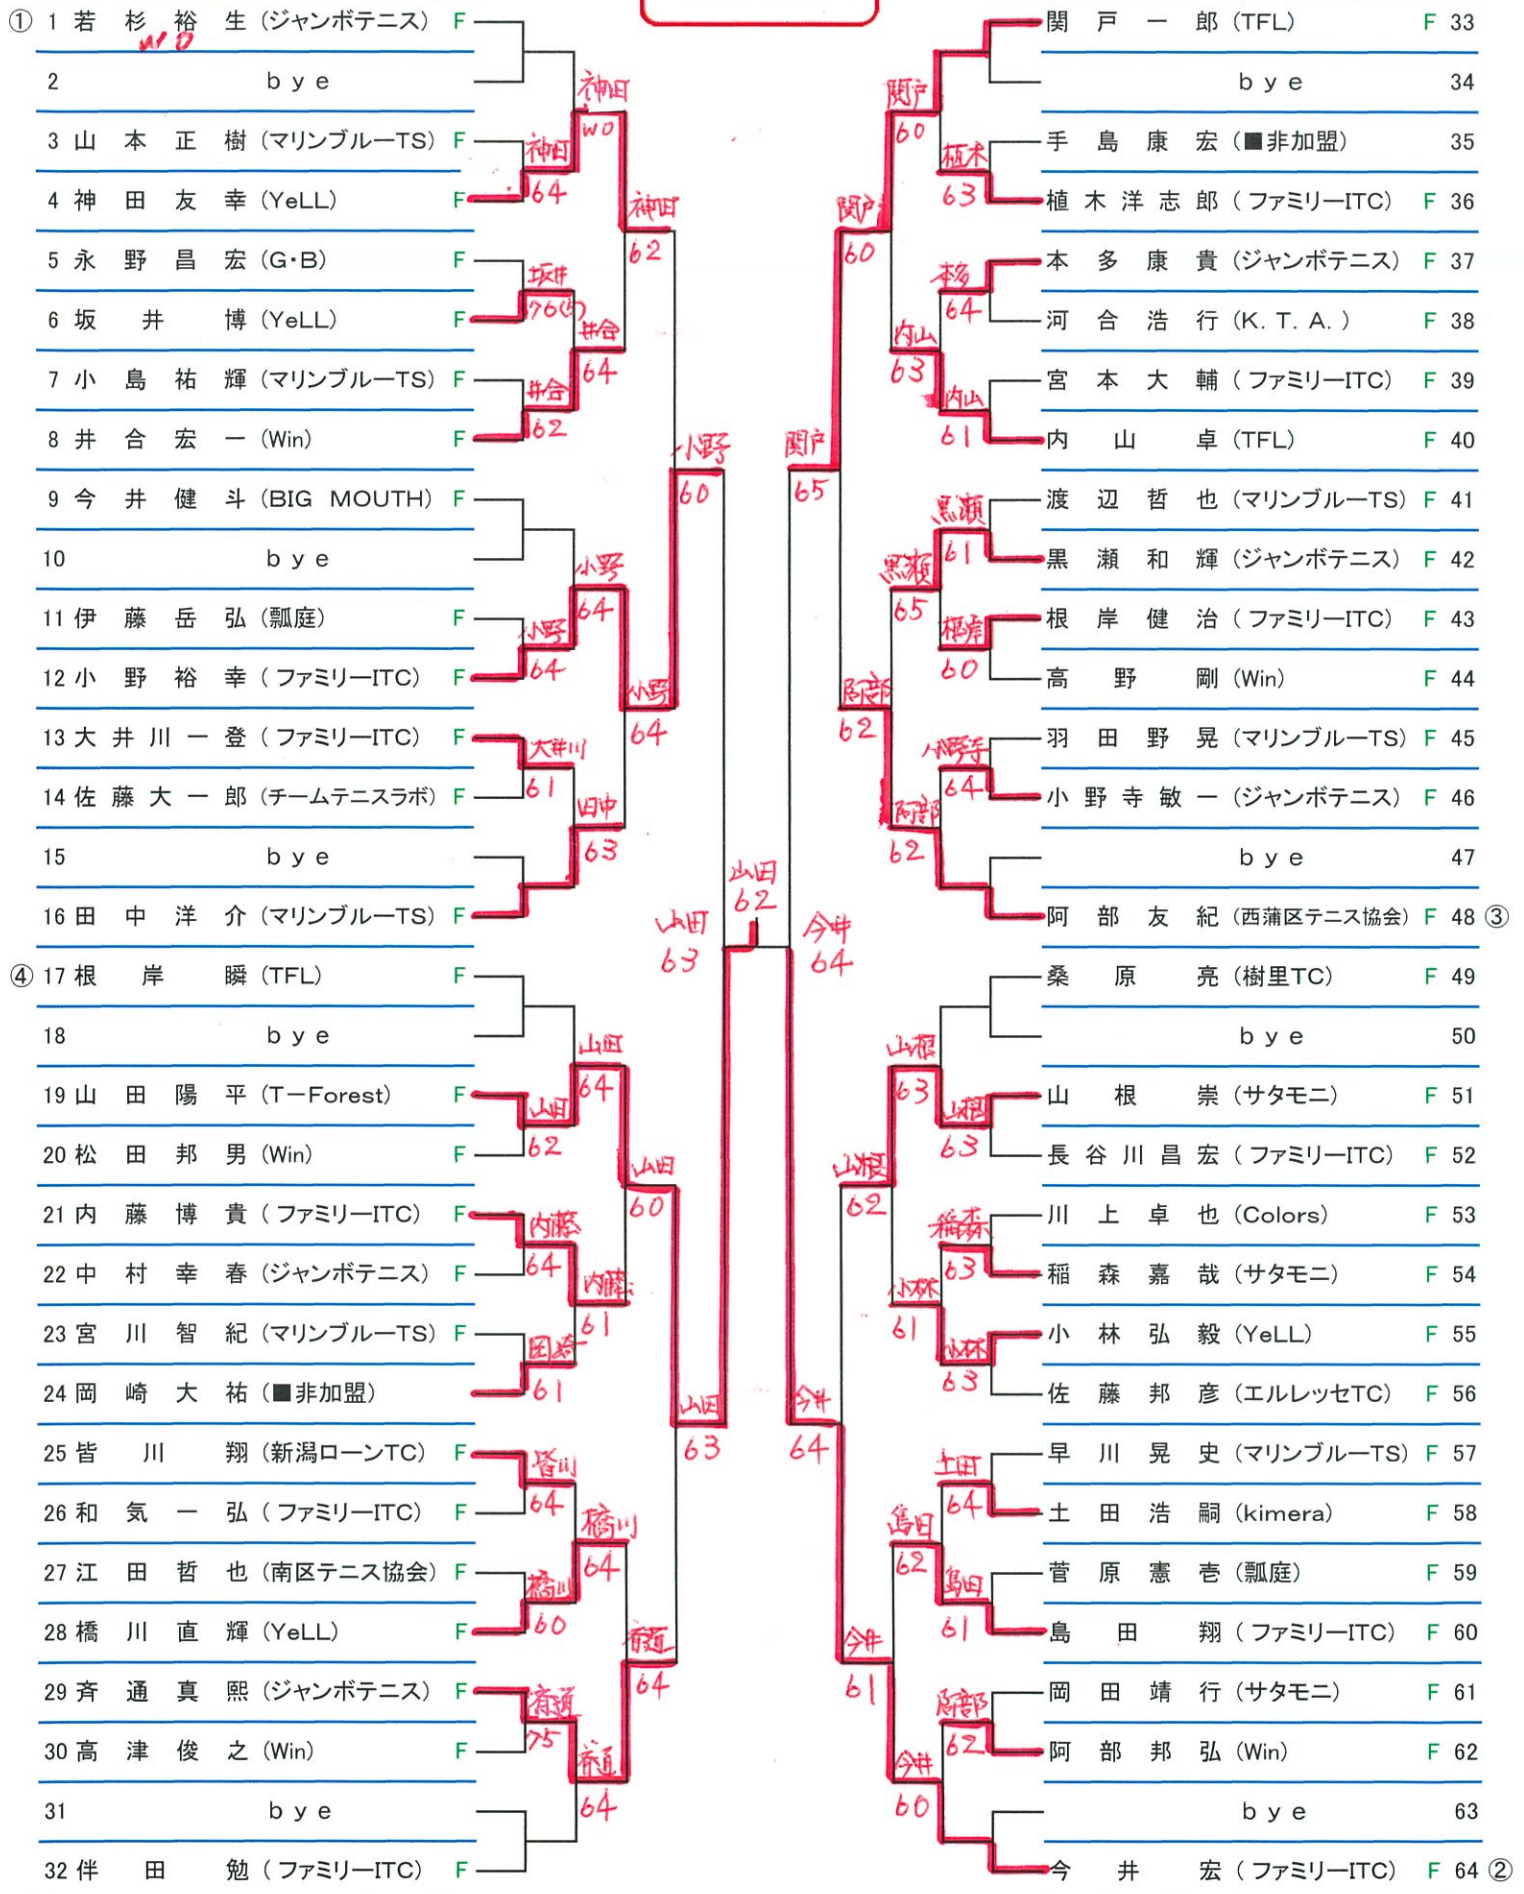 ① 1 若杉裕生 (ジャンボテニス) F
WO
2 bye
3 山本正樹 (マリンブルーTS) F
4 神田友幸 (YeLL) F
5 永野昌宏 (G・B) F
6 坂井博 (YeLL) F
7 小島祐輝 (マリンブルーTS) F
8 井合宏一 (Win) F
9 今井健斗 (BIG MOUTH) F
10 bye
11 伊藤岳弘 (瓢庭) F
12 小野裕幸 (ファミリーITC) F
13 大井川一登 (ファミリーITC) F
14 佐藤大一郎 (チームテニスラボ) F
15 bye
16 田中洋介 (マリンブルーTS) F
④ 17 根岸瞬 (TFL) F
18 bye
19 山田陽平 (T－Forest) F
20 松田邦男 (Win) F
21 内藤博貴 (ファミリーITC) F
22 中村幸春 (ジャンボテニス) F
23 宮川智紀 (マリンブルーTS) F
24 岡崎大祐 (■非加盟)
25 皆川翔 (新潟ローンTC) F
26 和気一弘 (ファミリーITC) F
27 江田哲也 (南区テニス協会) F
28 橋川直輝 (YeLL) F
29 斉通真熙 (ジャンボテニス) F
30 高津俊之 (Win) F
31 bye
32 伴田勉 (ファミリーITC) F
神田
64
坂井
76(5)
井合
62
小野
64
大井川
61
山田
62
内藤
64
岡崎
61
皆川
64
橋川
60
斉通
75
神田
WO
井合
64
小野
64
田中
63
山田
64
内藤
61
橋川
64
斉通
64
神田
62
小野
64
山田
60
斉通
64
小野
60
山田
63
山田
63
山田
62
今井
64
関戸
65
今井
64
関戸
60
阿部
62
山根
62
今井
61
関戸
60
内山
63
黒瀬
65
阿部
62
山根
63
小林
61
島田
62
今井
60
植木
63
本多
64
内山
61
黒瀬
61
根岸
60
小野寺
64
山根
63
稲森
63
小林
63
土田
64
島田
61
阿部
62
関戸一郎 (TFL) F 33
bye 34
手島康宏 (■非加盟) 35
植木洋志郎 (ファミリーITC) F 36
本多康貴 (ジャンボテニス) F 37
河合浩行 (K.T.A.) F 38
宮本大輔 (ファミリーITC) F 39
内山卓 (TFL) F 40
渡辺哲也 (マリンブルーTS) F 41
黒瀬和輝 (ジャンボテニス) F 42
根岸健治 (ファミリーITC) F 43
高野剛 (Win) F 44
羽田野晃 (マリンブルーTS) F 45
小野寺敏一 (ジャンボテニス) F 46
bye 47
阿部友紀 (西蒲区テニス協会) F 48 ③
桑原亮 (樹里TC) F 49
bye 50
山根崇 (サタモニ) F 51
長谷川昌宏 (ファミリーITC) F 52
川上卓也 (Colors) F 53
稲森嘉哉 (サタモニ) F 54
小林弘毅 (YeLL) F 55
佐藤邦彦 (エルレッセTC) F 56
早川晃史 (マリンブルーTS) F 57
土田浩嗣 (kimera) F 58
菅原憲壱 (瓢庭) F 59
島田翔 (ファミリーITC) F 60
岡田靖行 (サタモニ) F 61
阿部邦弘 (Win) F 62
bye 63
今井宏 (ファミリーITC) F 64 ②